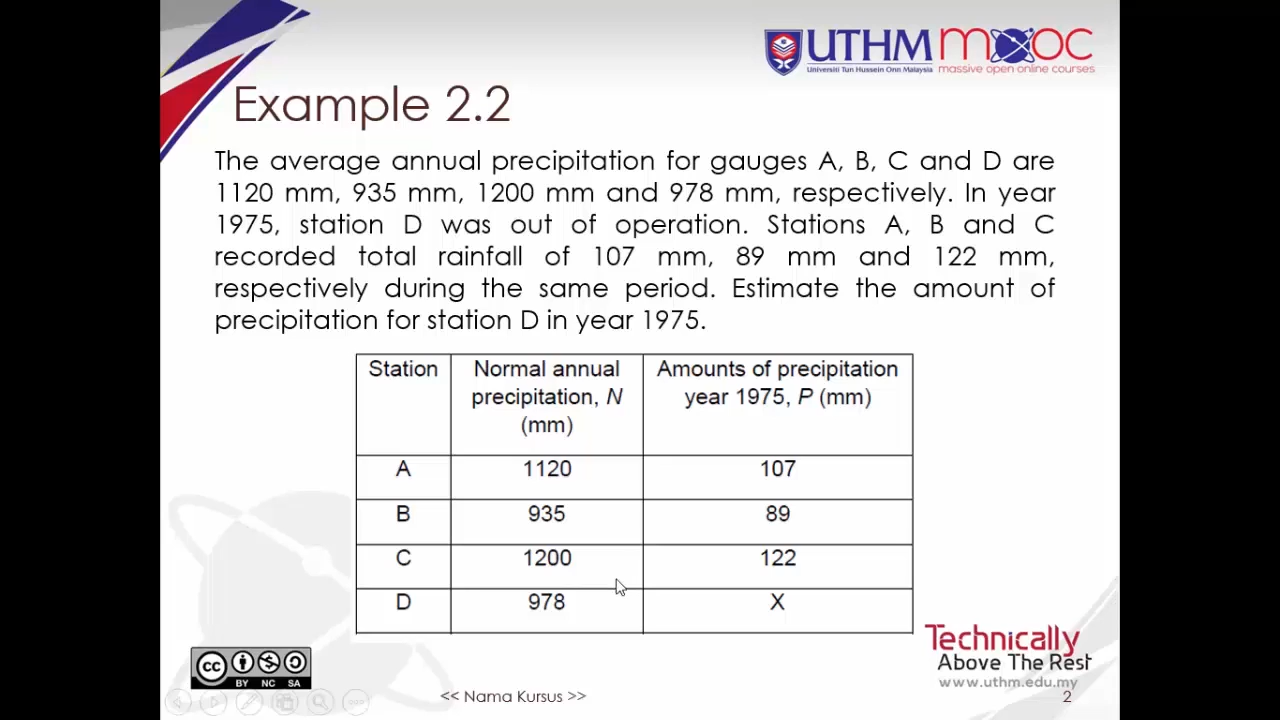 UTHM mooc
Universiti Tun Hussein Onn Malaysia massive open online courses
Example 2.2
The average annual precipitation for gauges A, B, C and D are
1120 mm, 935 mm, 1200 mm and 978 mm, respectively. In year
1975, station D was out of operation. Stations A, B and C
recorded total rainfall of 107 mm, 89 mm and 122 mm,
respectively during the same period. Estimate the amount of
precipitation for station D in year 1975.
Station Normal annual Amounts of precipitation
precipitation, N year 1975, P (mm)
(mm)
A 1120 107
B 935 89
C 1200 122
D 978 X
Technically
Above The Rest
www.uthm.edu.my
cc
BY NC SA
<< Nama Kursus >>
2